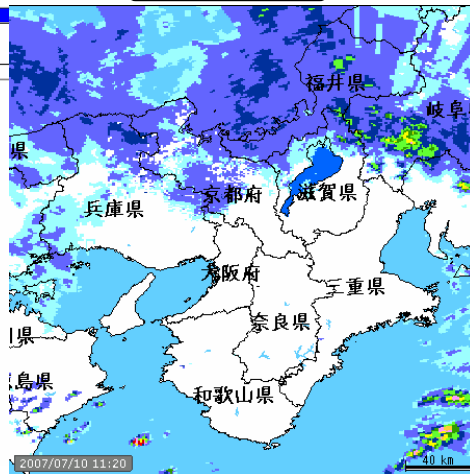 福井県
岐阜
県
京都府
滋賀県
兵庫県
大阪府
三重県
奈良県
川県
島県
和歌山県
2007/07/10 11:20
40 km